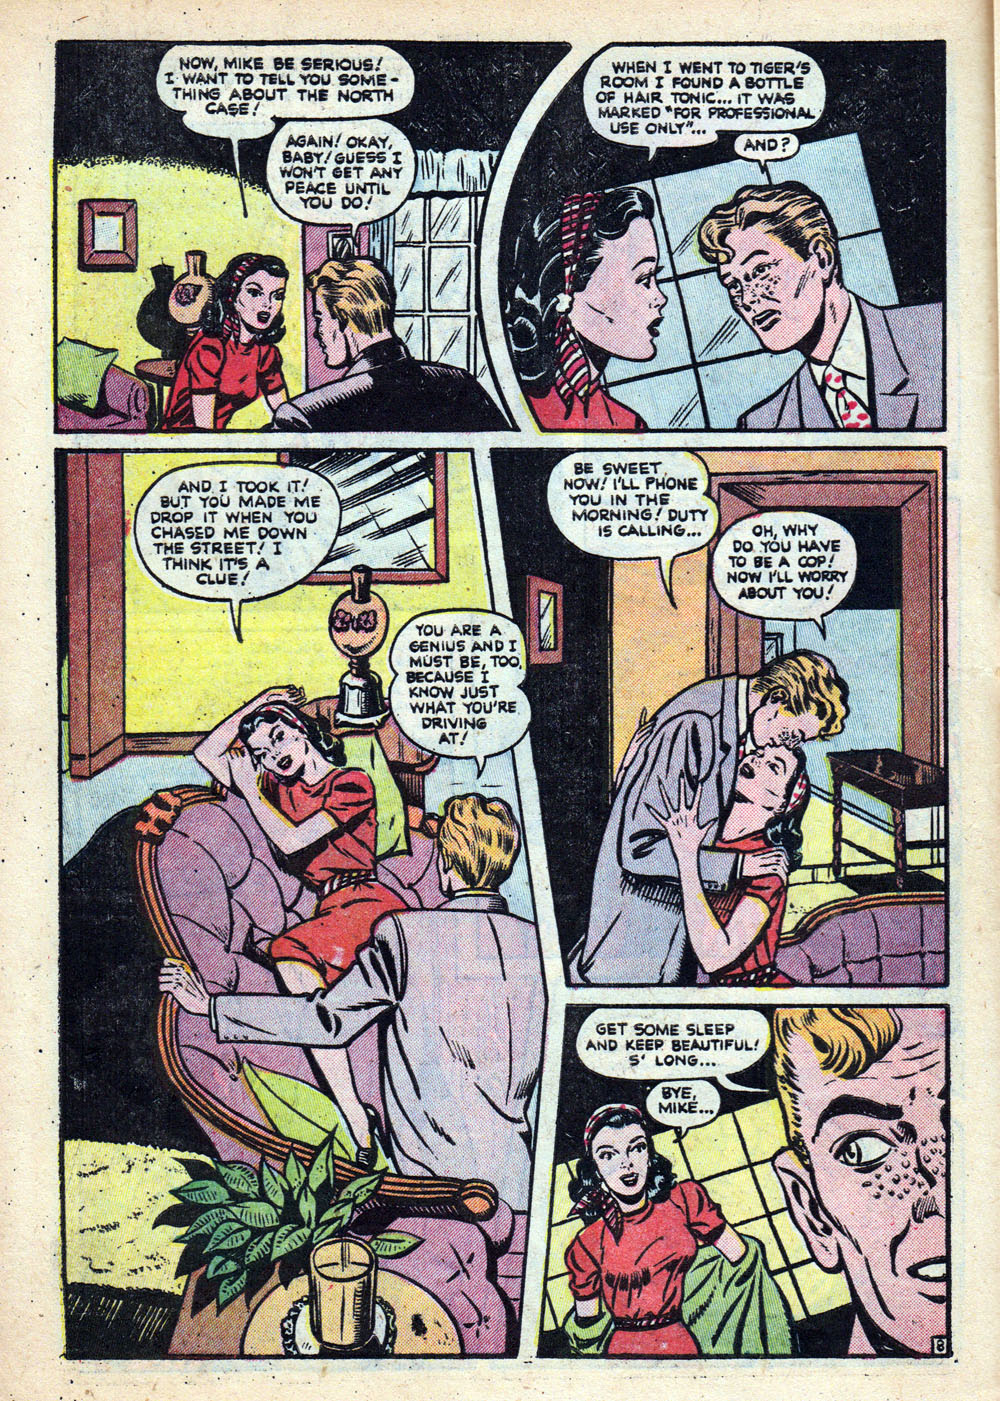 NOW, MIKE BE SERIOUS!
I WANT TO TELL YOU SOME-
THING ABOUT THE NORTH
CASE!
AGAIN! OKAY,
BABY! GUESS I
WON'T GET ANY
PEACE UNTIL
YOU DO!
WHEN I WENT TO TIGER'S
ROOM I FOUND A BOTTLE
OF HAIR TONIC... IT WAS
MARKED "FOR PROFESSIONAL
USE ONLY"...
AND?
AND I TOOK IT!
BUT YOU MADE ME
DROP IT WHEN YOU
CHASED ME DOWN
THE STREET! I
THINK IT'S A
CLUE!
YOU ARE A
GENIUS AND I
MUST BE, TOO,
BECAUSE I
KNOW JUST
WHAT YOU'RE
DRIVING
AT!
BE SWEET
NOW! I'LL PHONE
YOU IN THE
MORNING! DUTY
IS CALLING...
OH, WHY
DO YOU HAVE
TO BE A COP!
NOW I'LL WORRY
ABOUT YOU!
GET SOME SLEEP
AND KEEP BEAUTIFUL!
S' LONG...
BYE,
MIKE...
8